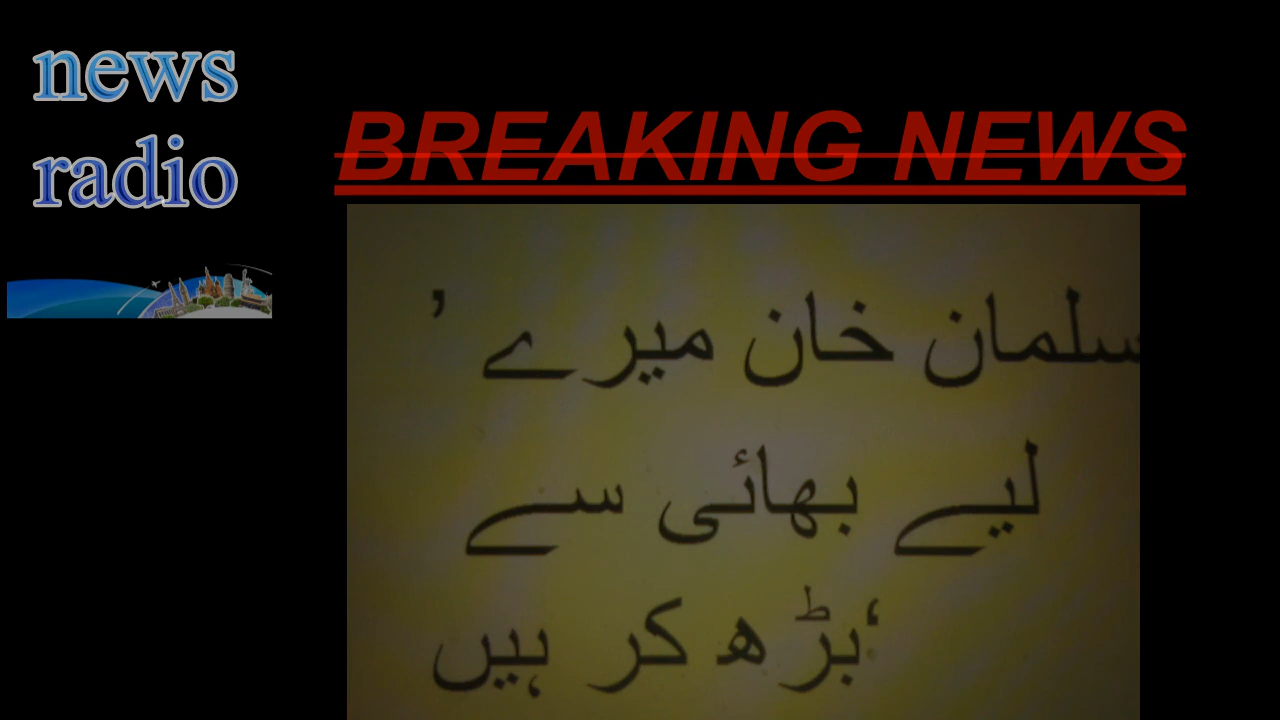 news
radio
BREAKING NEWS
سلمان خان میرے ’
لیے بھائی سے
‘بڑھ کر ہیں